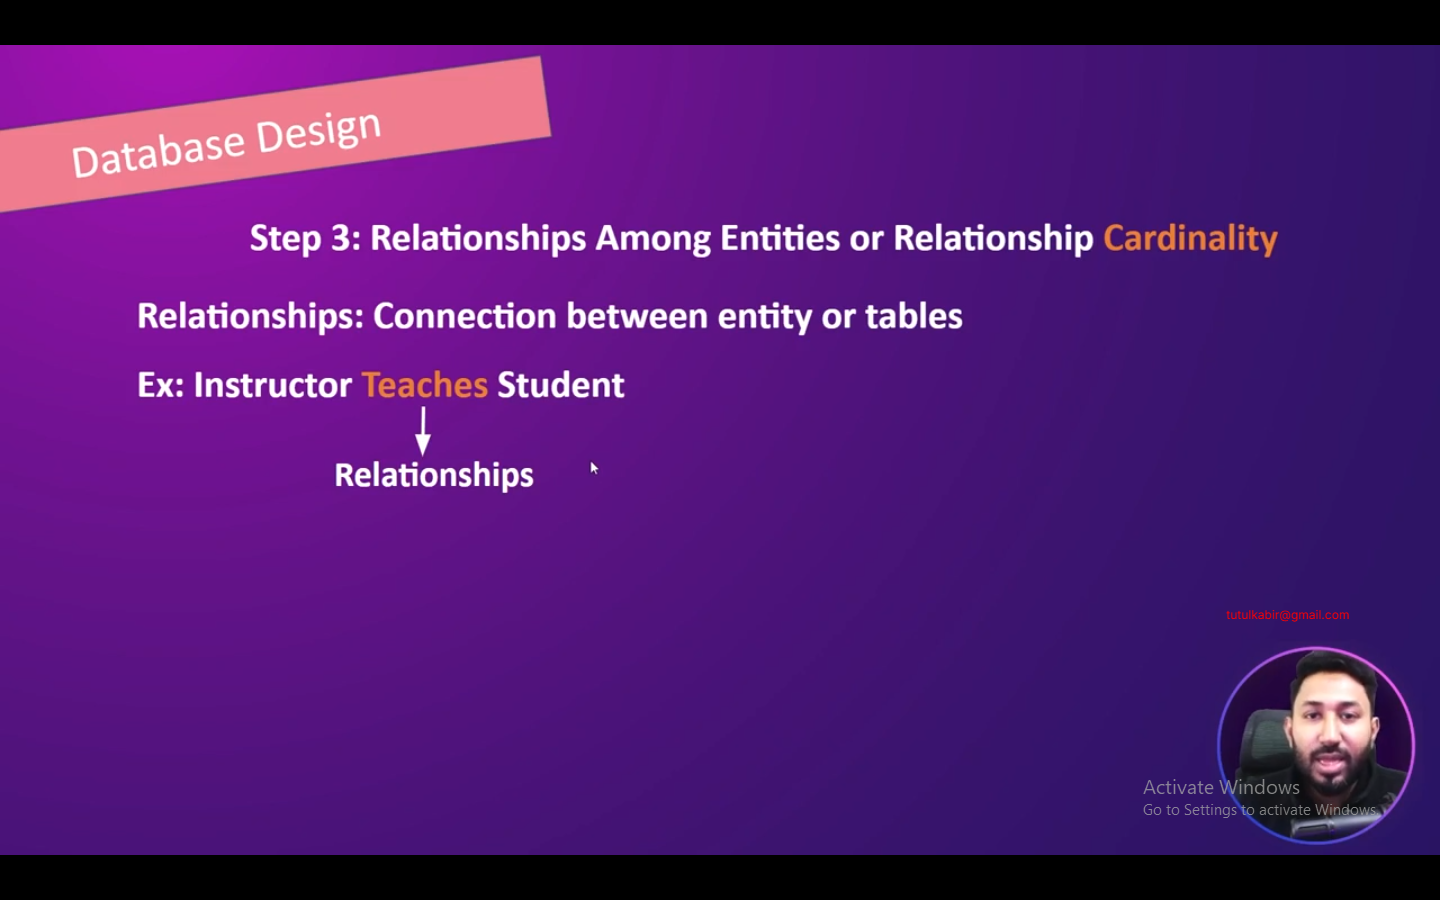 Database Design
Step 3: Relationships Among Entities or Relationship Cardinality
Relationships: Connection between entity or tables
Ex: Instructor Teaches Student
Relationships
tutulkabir@gmail.com
Activate Windows
Go to Settings to activate Windows.